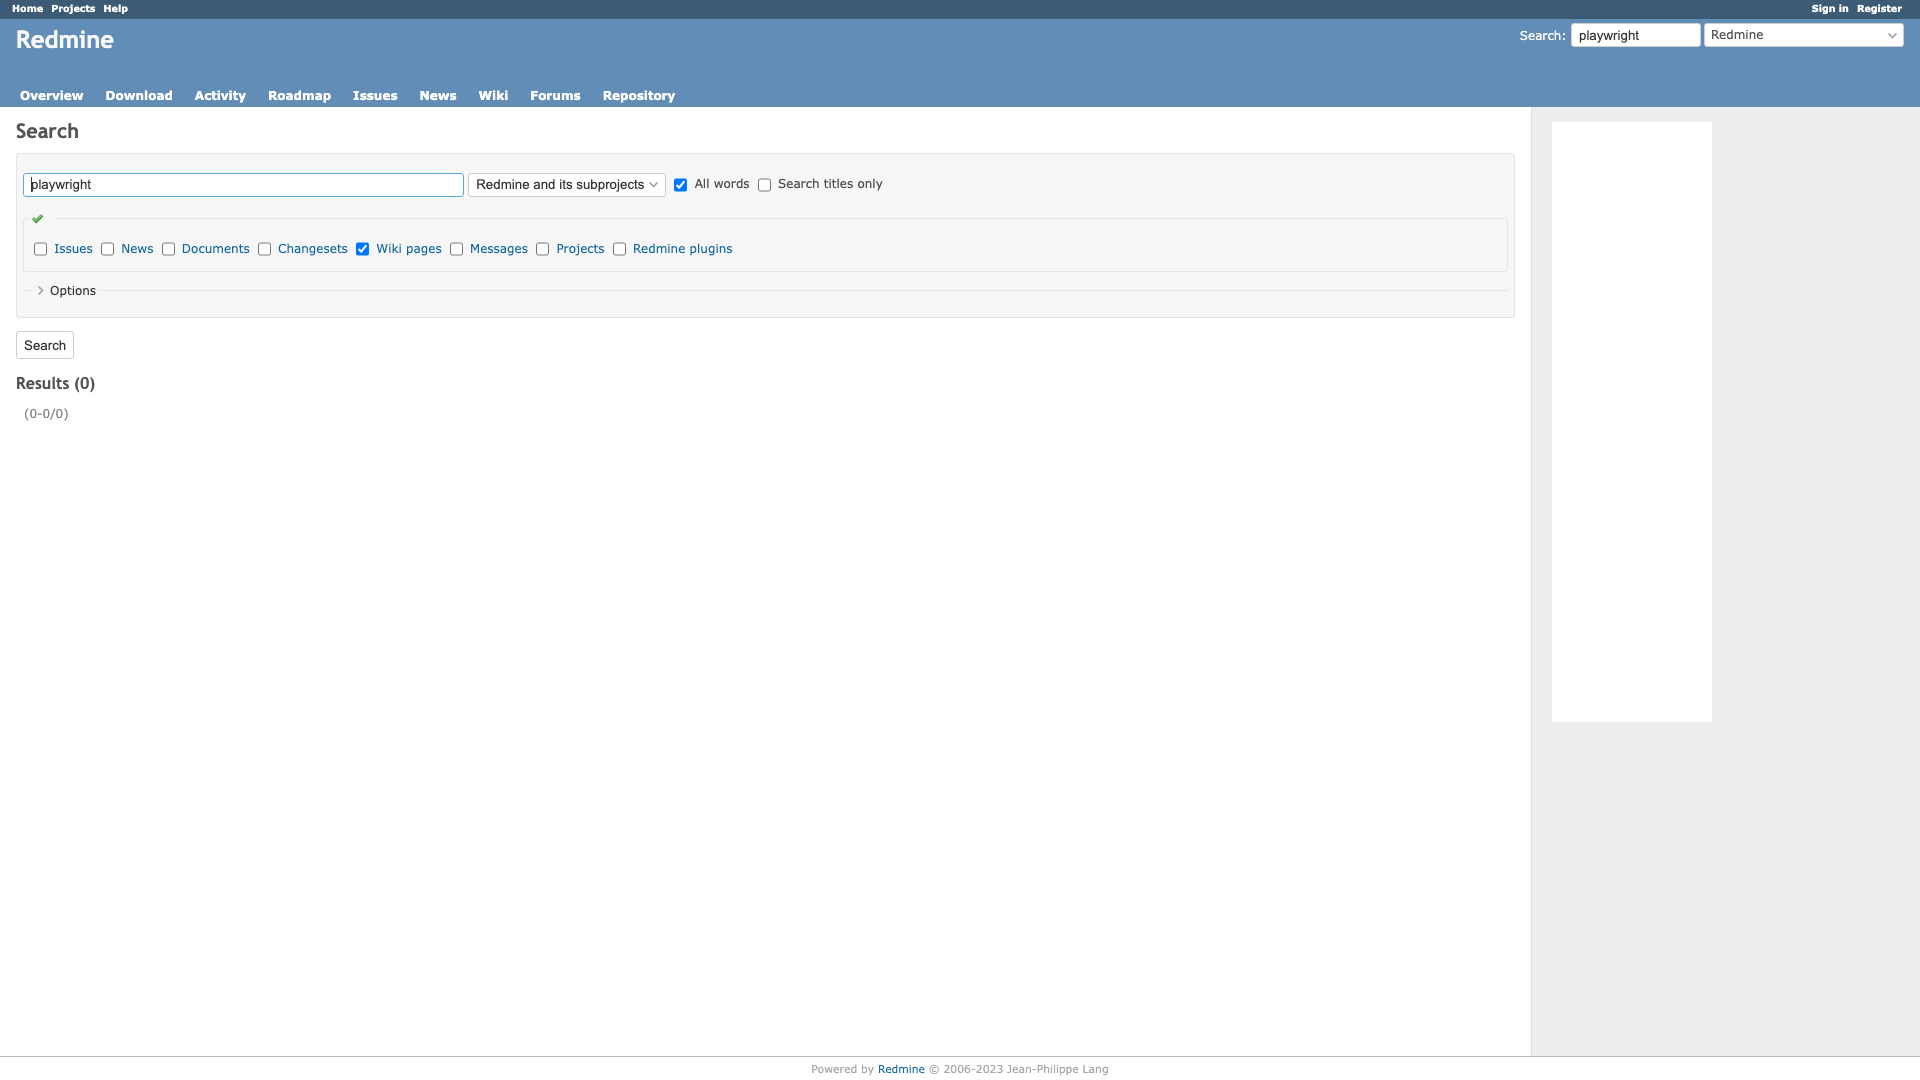 Home Projects Help
Sign in Register
Redmine
Search: playwright Redmine
Overview Download Activity Roadmap Issues News Wiki Forums Repository
Search
playwright Redmine and its subprojects All words Search titles only
Issues News Documents Changesets Wiki pages Messages Projects Redmine plugins
Options
Search
Results (0)
(0-0/0)
Powered by Redmine © 2006-2023 Jean-Philippe Lang